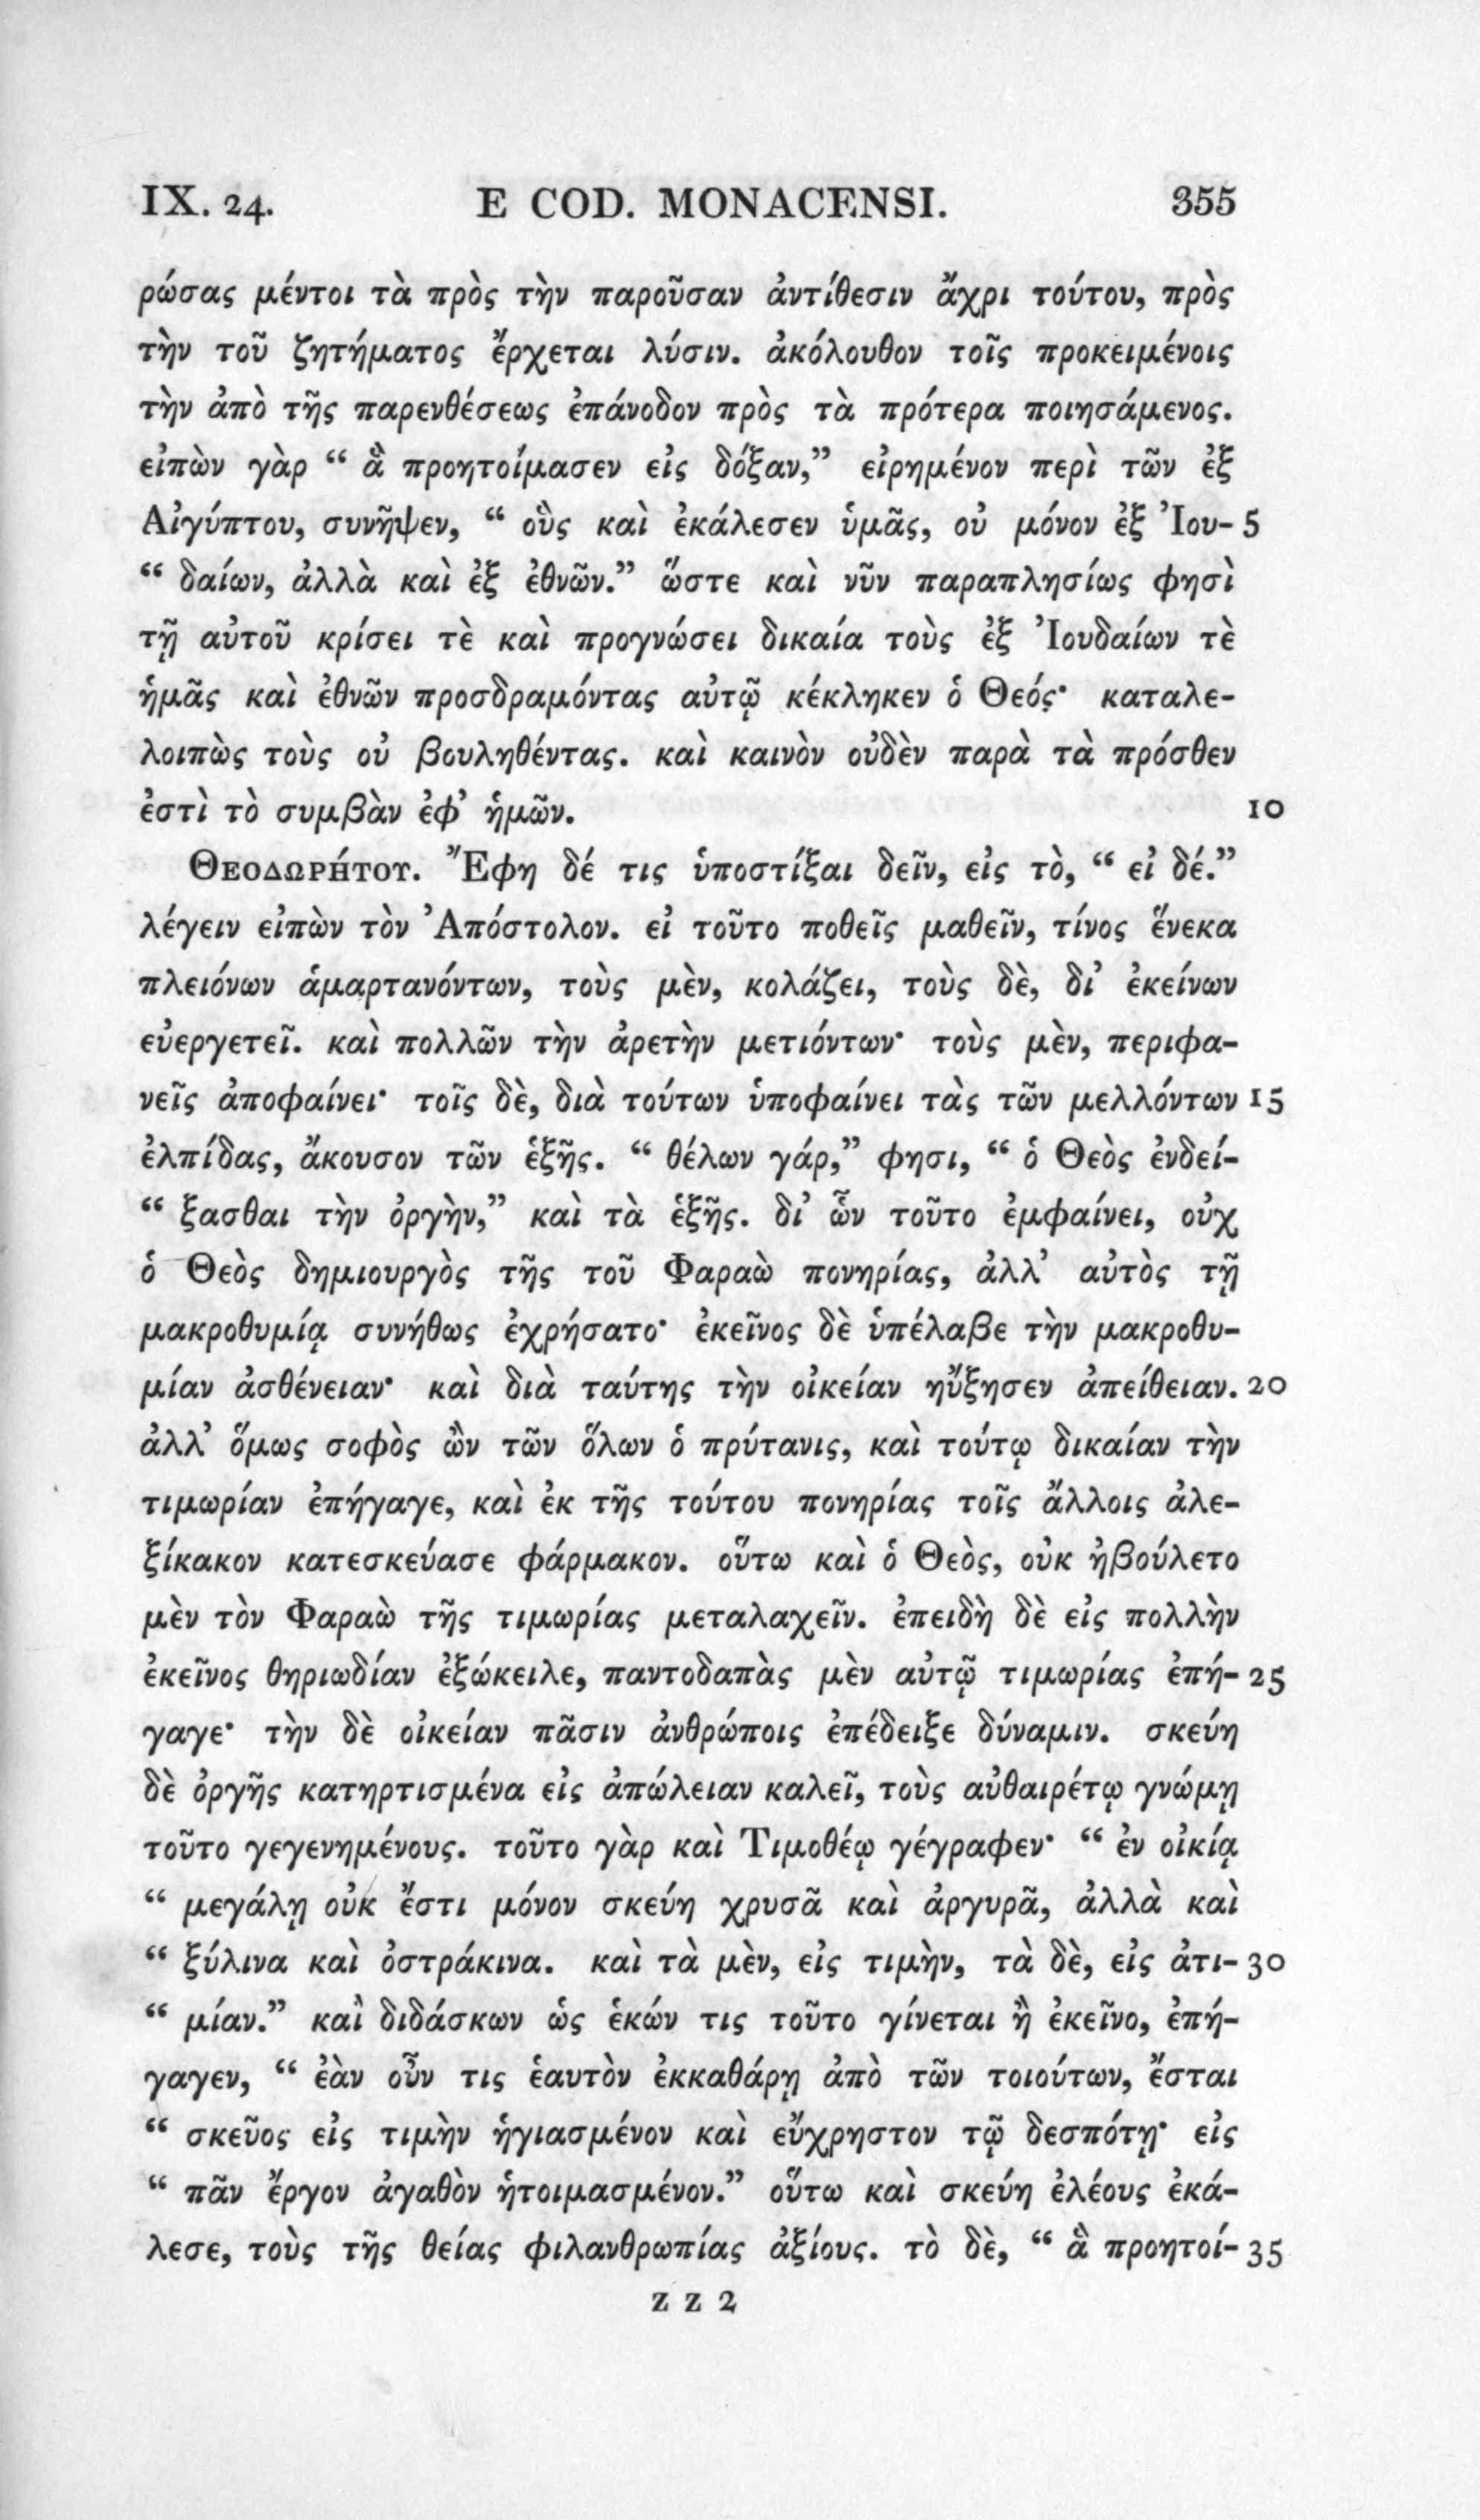 IX. 24. E COD. MONACENSI. 355
ρώσας μέντοι τὰ πρὸς τὴν παροῦσαν ἀντίθεσιν ἄχρι τούτου, πρὸς
τὴν τοῦ ζητήματος ἔρχεται λύσιν. ἀκόλουθον τοῖς προκειμένοις
τὴν ἀπὸ τῆς παρενθέσεως ἐπάνοδον πρὸς τὰ πρότερα ποιησάμενος.
εἰπὼν γὰρ “ ἃ προητοίμασεν εἰς δόξαν,” εἰρημένον περὶ τῶν ἐξ
Αἰγύπτου, συνῆψεν, “ οὓς καὶ ἐκάλεσεν ὑμᾶς, οὐ μόνον ἐξ Ἰου- 5
“ δαίων, ἀλλὰ καὶ ἐξ ἐθνῶν.” ὥστε καὶ νῦν παραπλησίως φησὶ
τῇ αὐτοῦ κρίσει τὲ καὶ προγνώσει δικαία τοὺς ἐξ Ἰουδαίων τὲ
ἡμᾶς καὶ ἐθνῶν προσδραμόντας αὐτῷ κέκληκεν ὁ Θεός· καταλε-
λοιπὼς τοὺς οὐ βουληθέντας. καὶ καινὸν οὐδὲν παρὰ τὰ πρόσθεν
ἐστὶ τὸ συμβὰν ἐφ’ ἡμῶν. 10
ΘΕΟΔΩΡΉΤΟΥ. Ἔφη δέ τις ὑποστίξαι δεῖν, εἰς τὸ, “ εἰ δέ.”
λέγειν εἰπὼν τὸν Ἀπόστολον. εἰ τοῦτο ποθεῖς μαθεῖν, τίνος ἕνεκα
πλειόνων ἁμαρτανόντων, τοὺς μὲν, κολάζει, τοὺς δὲ, δι’ ἐκείνων
εὐεργετεῖ. καὶ πολλῶν τὴν ἀρετὴν μετιόντων· τοὺς μὲν, περιφα-
νεῖς ἀποφαίνει· τοῖς δὲ, διὰ τούτων ὑποφαίνει τὰς τῶν μελλόντων 15
ἐλπίδας, ἄκουσον τῶν ἑξῆς. “ θέλων γάρ,” φησι, “ ὁ Θεὸς ἐνδεί-
“ ξασθαι τὴν ὀργὴν,” καὶ τὰ ἑξῆς. δι’ ὧν τοῦτο ἐμφαίνει, οὐχ
ὁ Θεὸς δημιουργὸς τῆς τοῦ Φαραὼ πονηρίας, ἀλλ’ αὐτὸς τῇ
μακροθυμίᾳ συνήθως ἐχρήσατο· ἐκεῖνος δὲ ὑπέλαβε τὴν μακροθυ-
μίαν ἀσθένειαν· καὶ διὰ ταύτης τὴν οἰκείαν ηὔξησεν ἀπείθειαν. 20
ἀλλ’ ὅμως σοφὸς ὢν τῶν ὅλων ὁ πρύτανις, καὶ τούτῳ δικαίαν τὴν
τιμωρίαν ἐπήγαγε, καὶ ἐκ τῆς τούτου πονηρίας τοῖς ἄλλοις ἀλε-
ξίκακον κατεσκεύασε φάρμακον. οὕτω καὶ ὁ Θεὸς, οὐκ ἠβούλετο
μὲν τὸν Φαραὼ τῆς τιμωρίας μεταλαχεῖν. ἐπειδὴ δὲ εἰς πολλὴν
ἐκεῖνος θηριωδίαν ἐξώκειλε, παντοδαπὰς μὲν αὐτῷ τιμωρίας ἐπή- 25
γαγε· τὴν δὲ οἰκείαν πᾶσιν ἀνθρώποις ἐπέδειξε δύναμιν. σκεύη
δὲ ὀργῆς κατηρτισμένα εἰς ἀπώλειαν καλεῖ, τοὺς αὐθαιρέτῳ γνώμῃ
τοῦτο γεγενημένους. τοῦτο γὰρ καὶ Τιμοθέῳ γέγραφεν· “ ἐν οἰκίᾳ
“ μεγάλῃ οὐκ ἔστι μόνον σκεύη χρυσᾶ καὶ ἀργυρᾶ, ἀλλὰ καὶ
“ ξύλινα καὶ ὀστράκινα. καὶ τὰ μὲν, εἰς τιμὴν, τὰ δὲ, εἰς ἀτι- 30
“ μίαν.” καὶ διδάσκων ὡς ἑκών τις τοῦτο γίνεται ἢ ἐκεῖνο, ἐπή-
γαγεν, “ ἐὰν οὖν τις ἑαυτὸν ἐκκαθάρῃ ἀπὸ τῶν τοιούτων, ἔσται
“ σκεῦος εἰς τιμὴν ἡγιασμένον καὶ εὔχρηστον τῷ δεσπότῃ· εἰς
“ πᾶν ἔργον ἀγαθὸν ἡτοιμασμένον.” οὕτω καὶ σκεύη ἐλέους ἐκά-
λεσε, τοὺς τῆς θείας φιλανθρωπίας ἀξίους. τὸ δὲ, “ ἃ προητοί- 35
z z 2